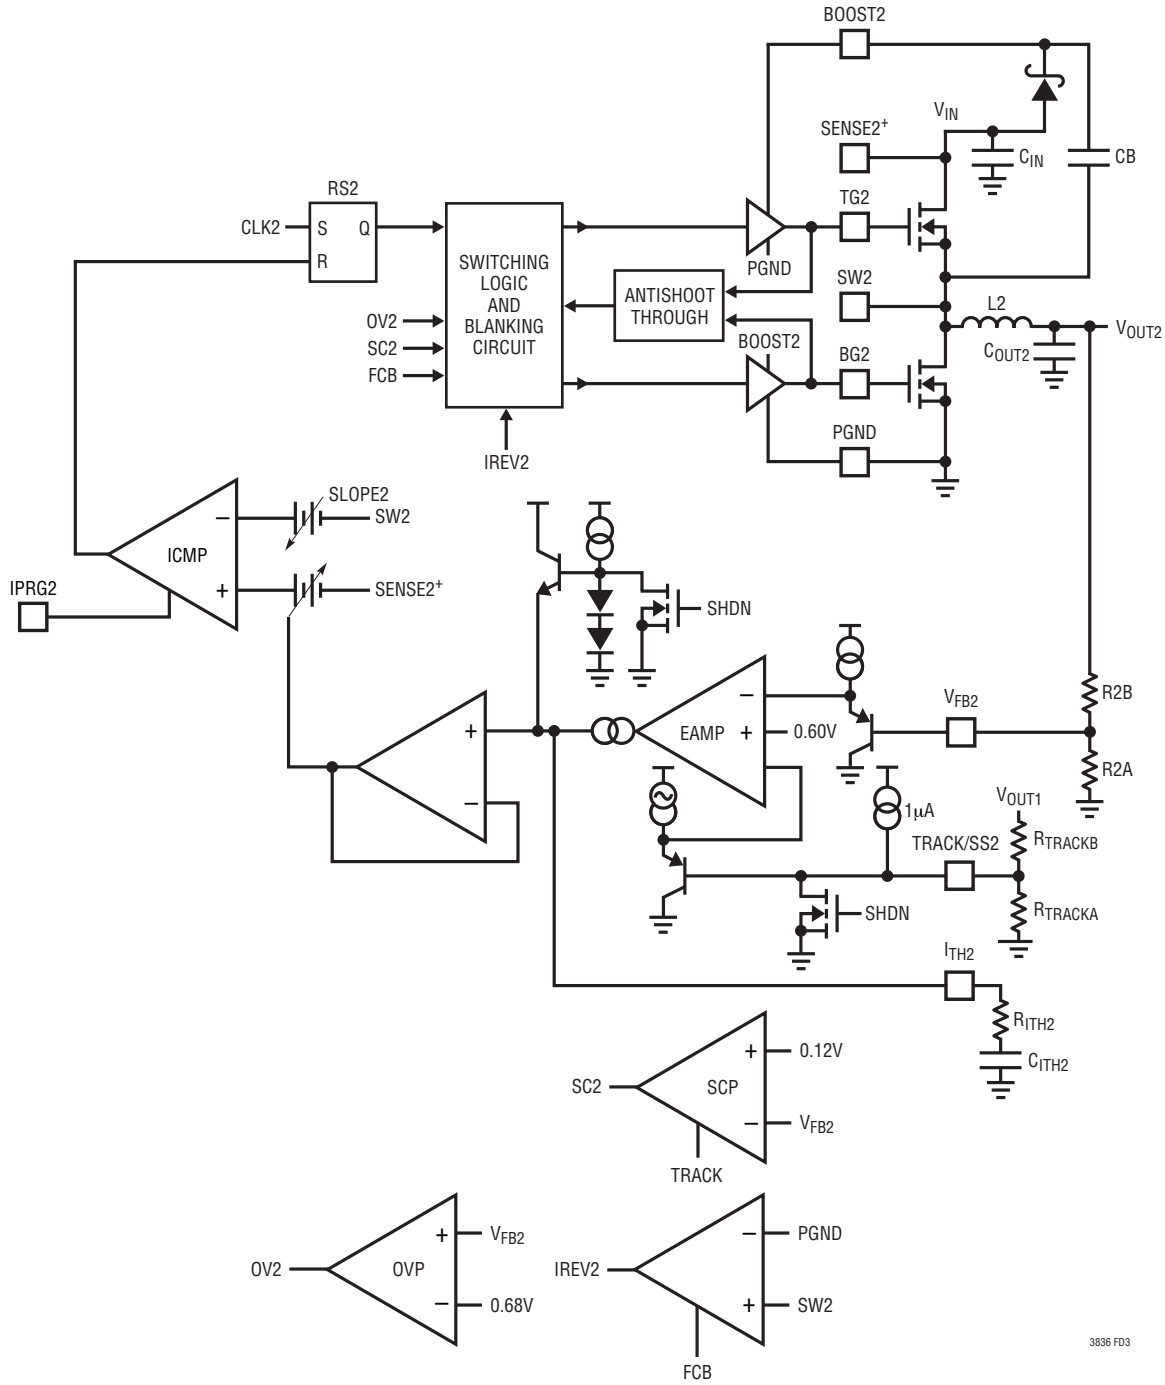 BOOST2
VIN
SENSE2+
CIN
CB
RS2
CLK2
S
Q
R
TG2
PGND
SWITCHING
LOGIC
AND
BLANKING
CIRCUIT
ANTISHOOT
THROUGH
SW2
L2
OV2
SC2
FCB
BOOST2
BG2
COUT2
VOUT2
PGND
IREV2
SLOPE2
−
SW2
ICMP
+
SENSE2+
IPRG2
SHDN
−
EAMP
+
0.60V
VFB2
R2B
R2A
+
−
1µA
VOUT1
RTRACKB
TRACK/SS2
RTRACKA
SHDN
ITH2
RITH2
CITH2
+
0.12V
SC2
SCP
−
VFB2
TRACK
+
VFB2
OV2
OVP
−
0.68V
−
PGND
IREV2
+
SW2
FCB
3836 FD3